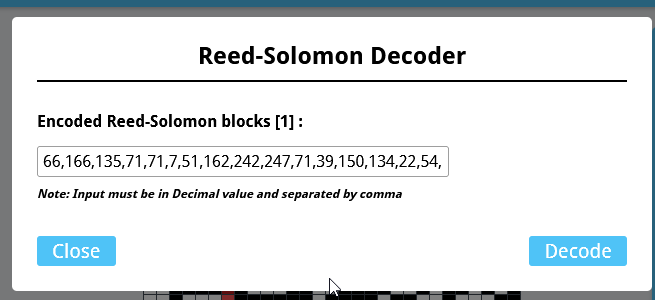 Reed-Solomon Decoder
Encoded Reed-Solomon blocks [1] :
66,166,135,71,71,7,51,162,242,247,71,39,150,134,22,54,
Note: Input must be in Decimal value and separated by comma
Close
Decode